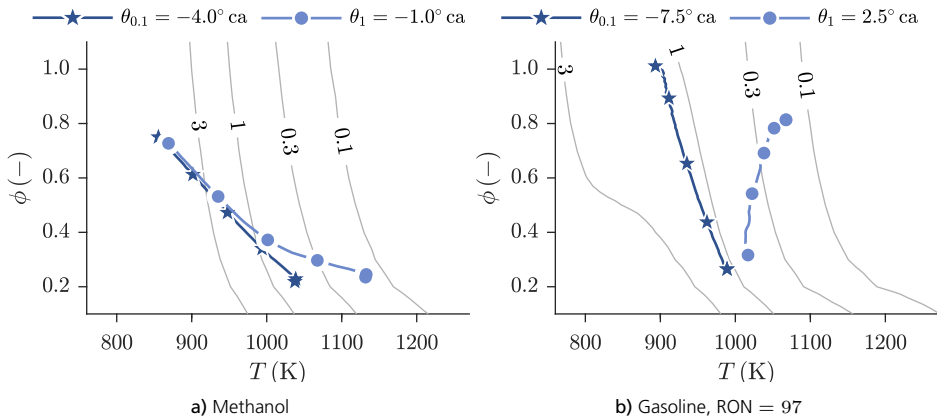 θ0.1 = −4.0° ca
θ1 = −1.0° ca
θ0.1 = −7.5° ca
θ1 = 2.5° ca
1.0
0.8
0.6
0.4
0.2
ϕ (−)
3
1
0.3
0.1
800
900
1000
1100
1200
T (K)
a) Methanol
1.0
0.8
0.6
0.4
0.2
ϕ (−)
3
1
0.3
0.1
800
900
1000
1100
1200
T (K)
b) Gasoline, RON = 97